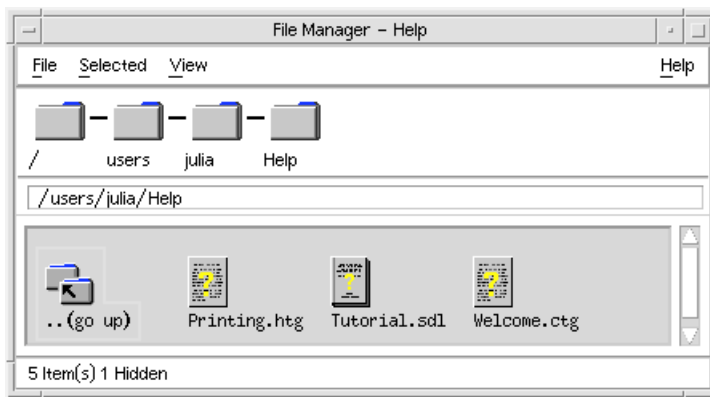 File Manager – Help
File Selected View Help
/ users julia Help
/users/julia/Help
..(go up) Printing.htg Tutorial.sdl Welcome.ctg
5 Item(s) 1 Hidden